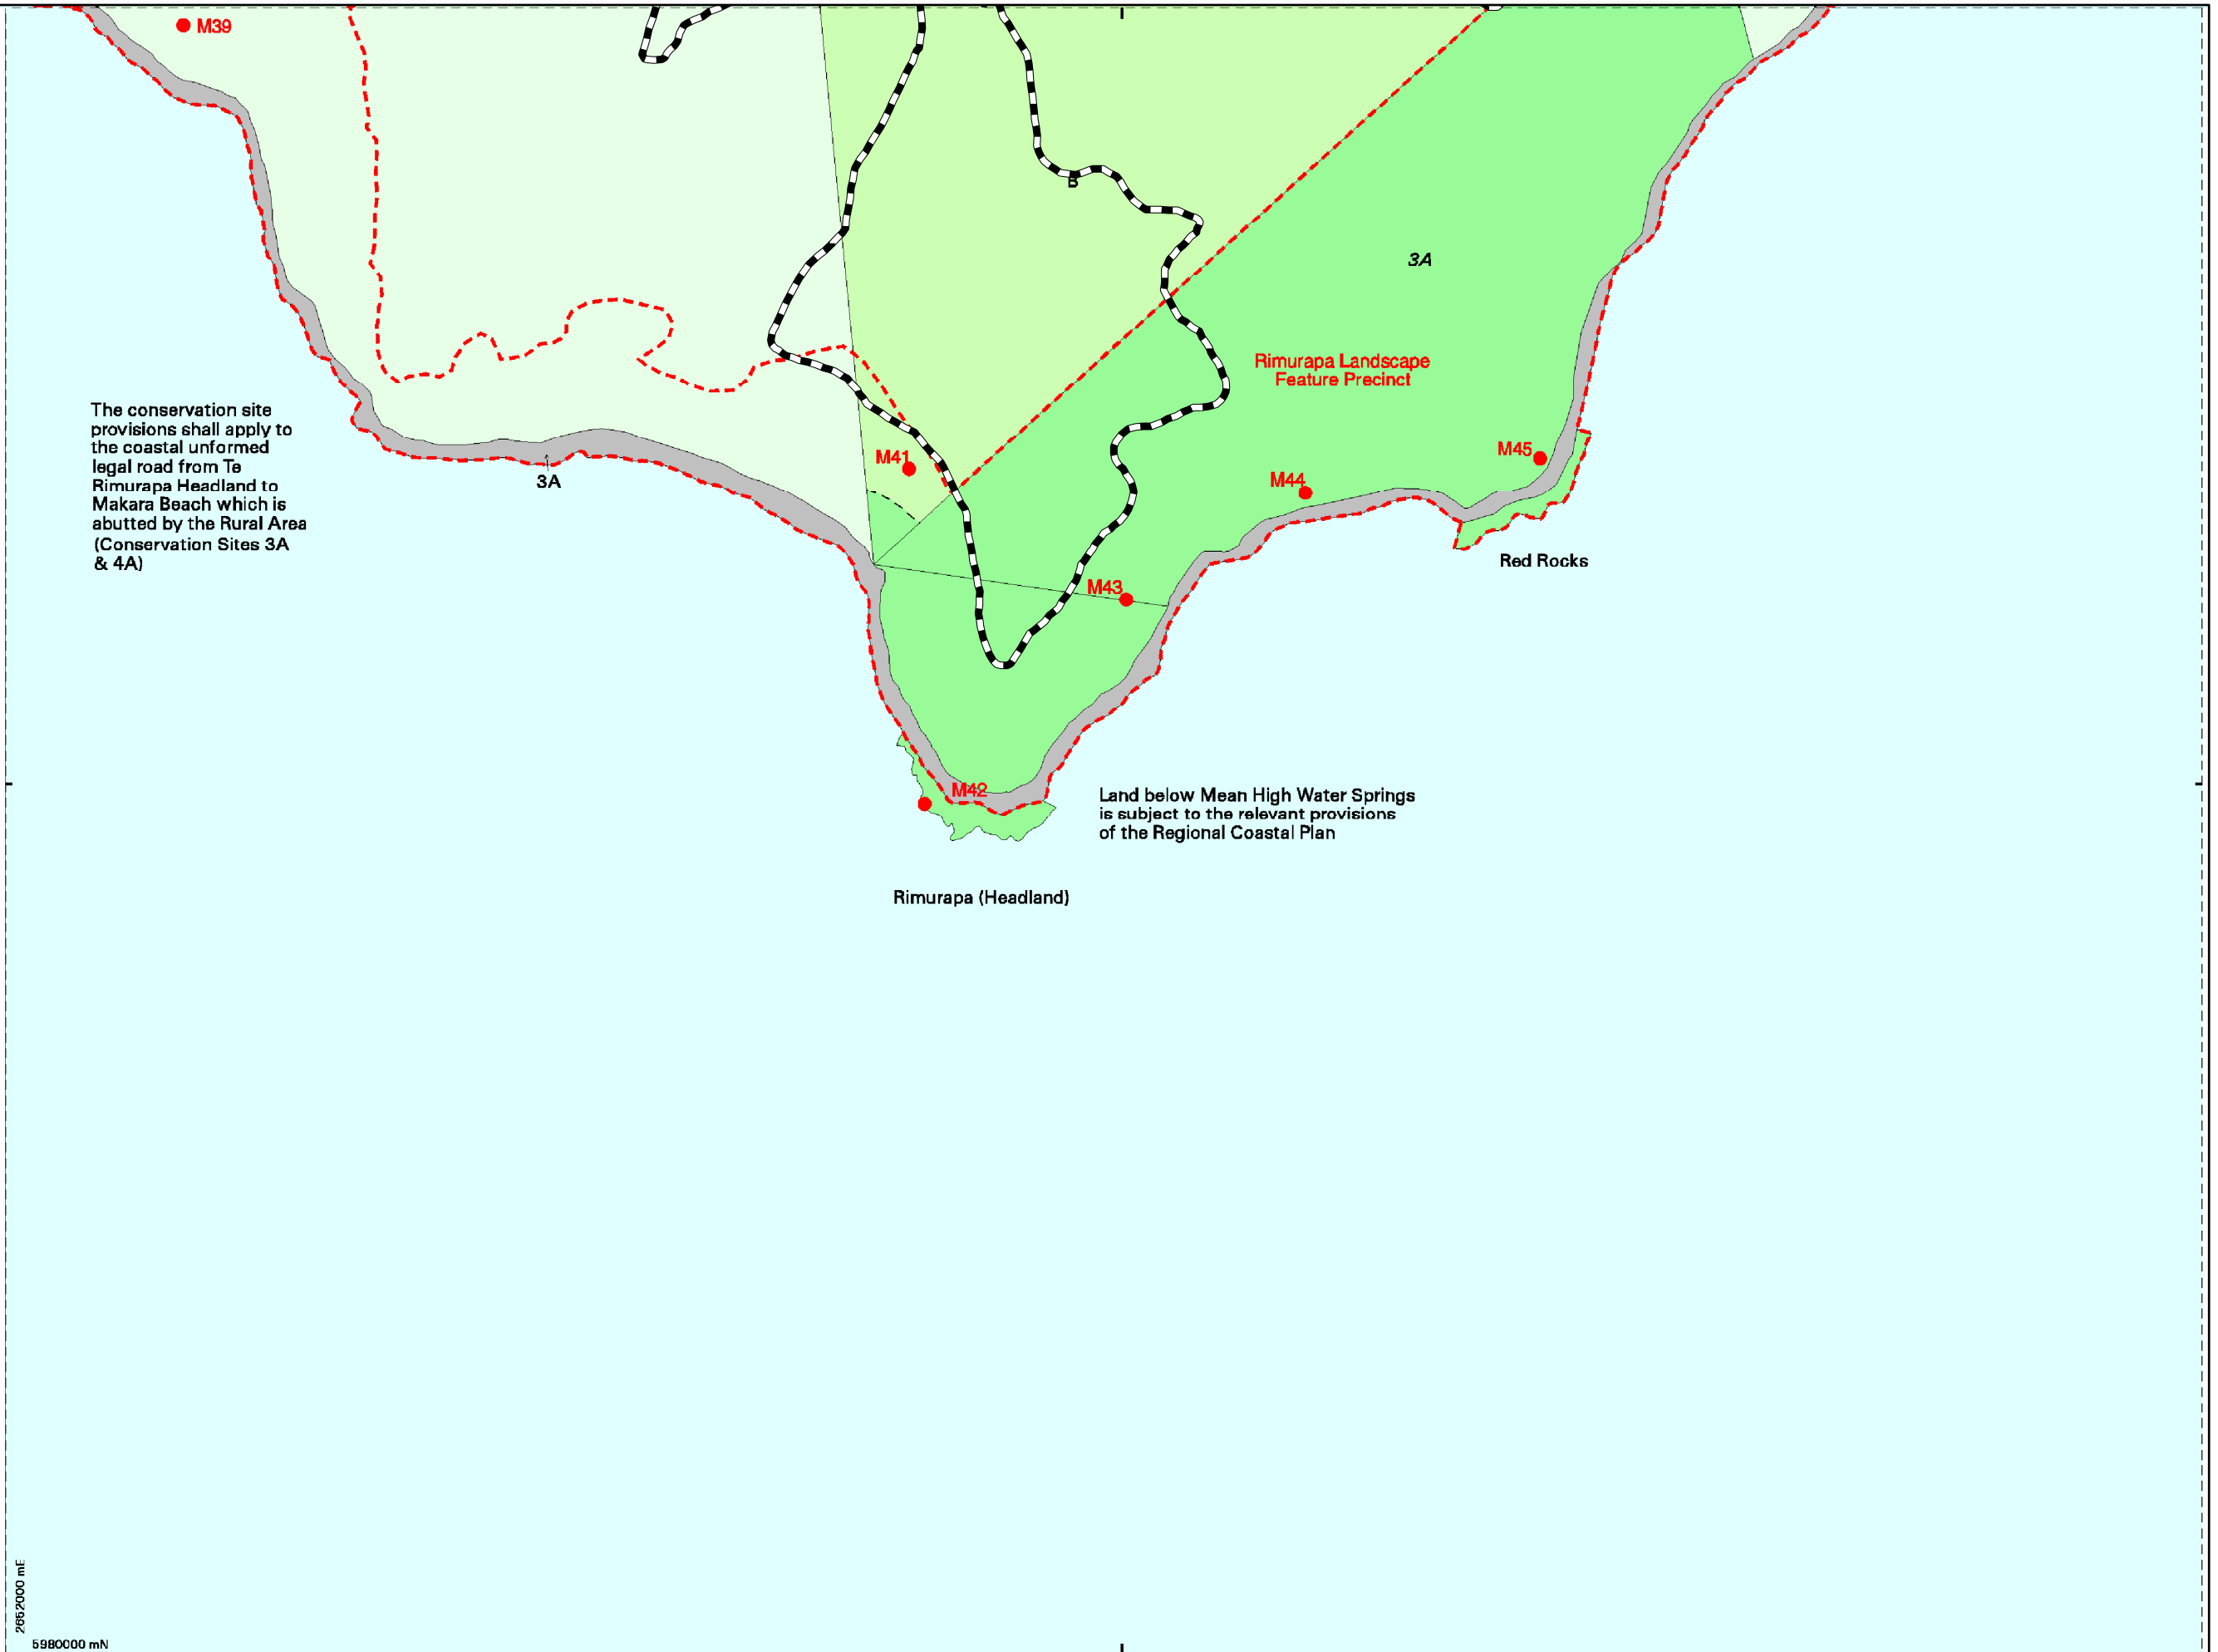 M39
B
3A
Rimurapa Landscape
Feature Precinct
The conservation site
provisions shall apply to
the coastal unformed
legal road from Te
Rimurapa Headland to
Makara Beach which is
abutted by the Rural Area
(Conservation Sites 3A
& 4A)
3A
M41
M45
M44
Red Rocks
M43
M42
Land below Mean High Water Springs
is subject to the relevant provisions
of the Regional Coastal Plan
Rimurapa (Headland)
2652000 mE
5980000 mN